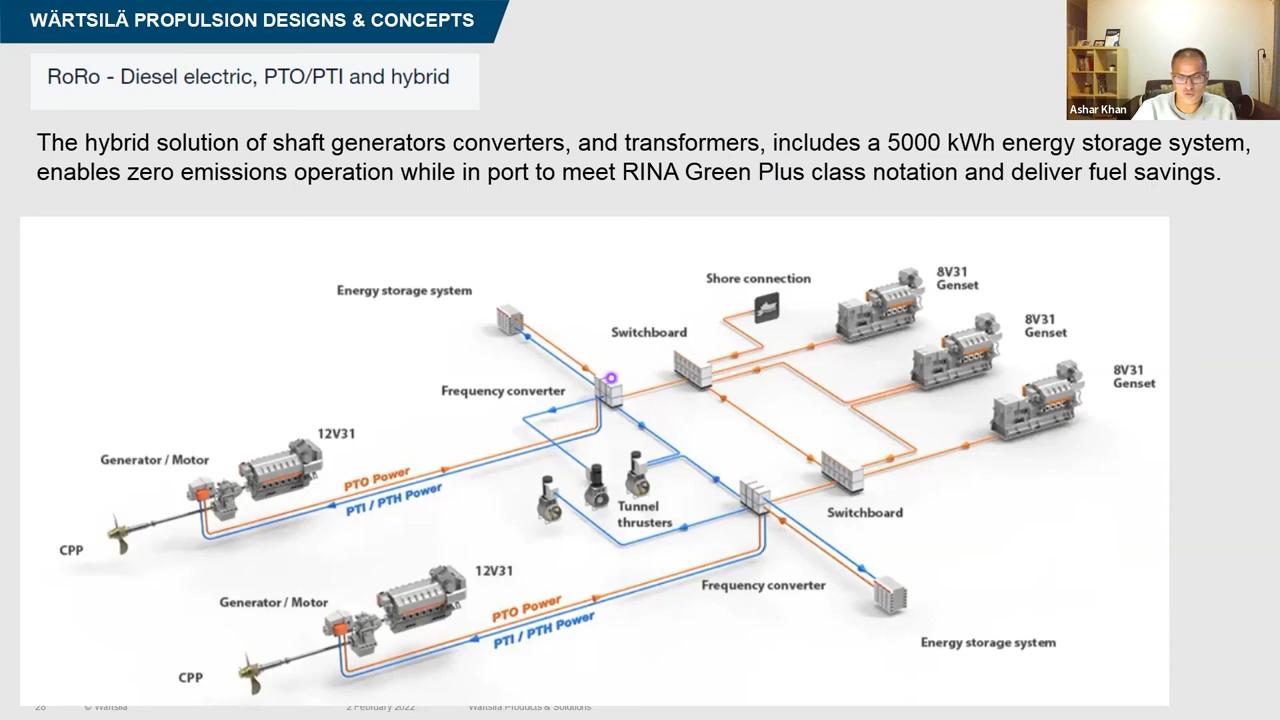 WÄRTSILÄ PROPULSION DESIGNS & CONCEPTS
RoRo - Diesel electric, PTO/PTI and hybrid
Ashar Khan
The hybrid solution of shaft generators converters, and transformers, includes a 5000 kWh energy storage system,
enables zero emissions operation while in port to meet RINA Green Plus class notation and deliver fuel savings.
Energy storage system
Shore connection
8V31
Genset
Switchboard
8V31
Genset
Frequency converter
8V31
Genset
12V31
Generator / Motor
PTO Power
PTI / PTH Power
Tunnel
thrusters
Switchboard
CPP
12V31
Frequency converter
Generator / Motor
PTO Power
PTI / PTH Power
Energy storage system
CPP
28 © Wärtsilä 2 February 2022 Wärtsilä Products & Solutions